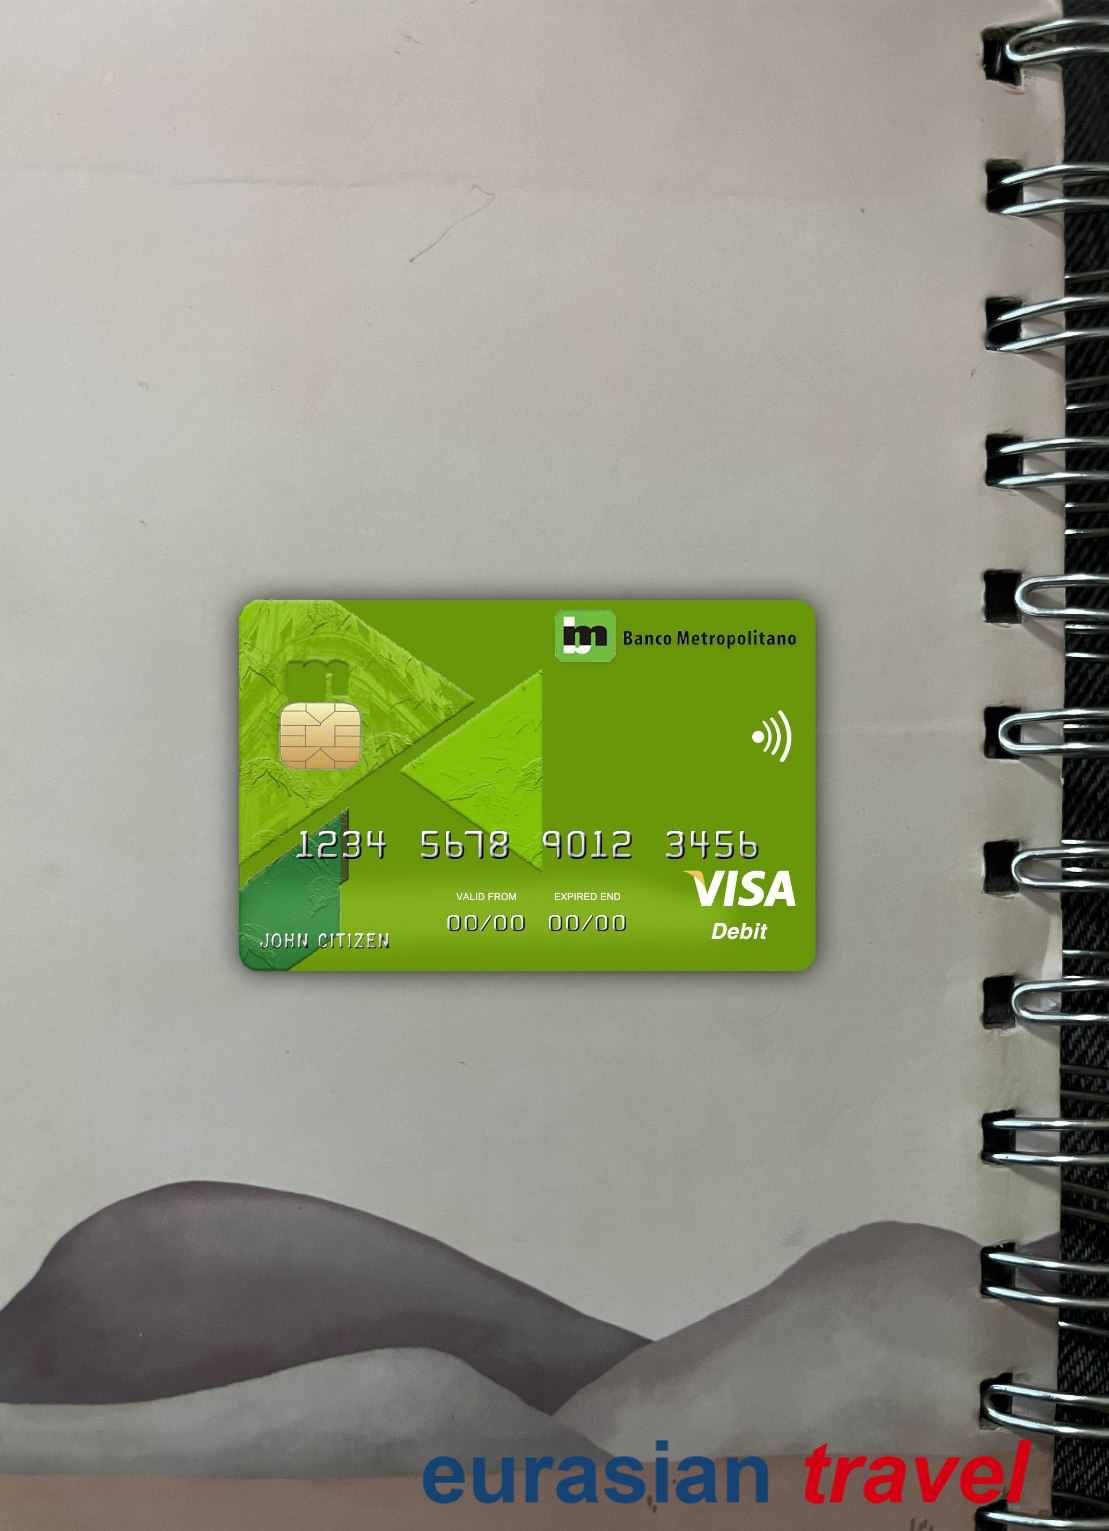 bm Banco Metropolitano
m
1234 5678 9012 3456
VALID FROM EXPIRED END
00/00 00/00
JOHN CITIZEN
VISA
Debit
eurasian travel